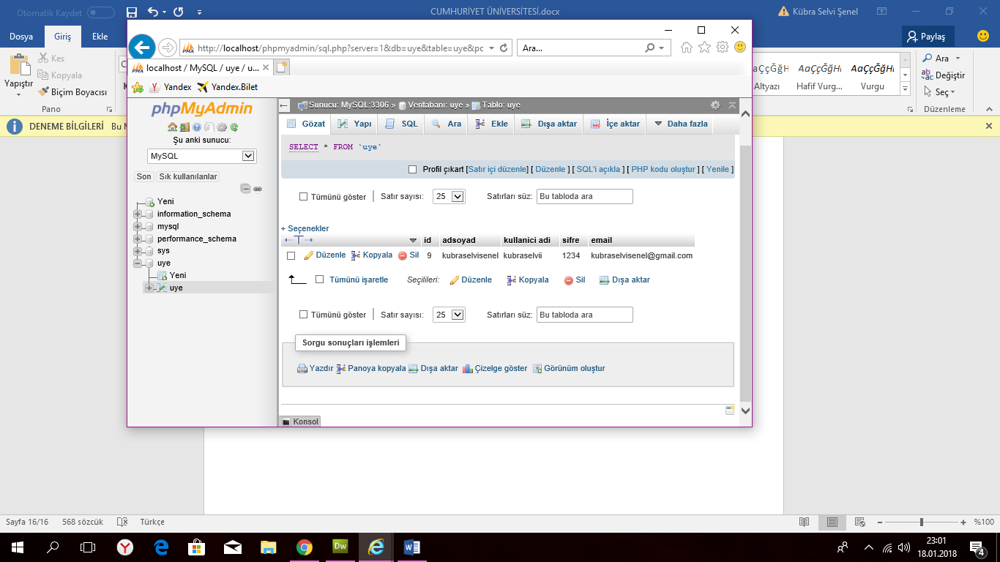 Otomatik Kaydet
CUMHURİYET ÜNİVERSİTESİ.docx
Kübra Selvi Şenel
Dosya Giriş Ekle
Paylaş
Yapıştır
Kes
Kopyala
Biçim Boyacısı
Pano
Altyazı
AaÇçĞğHı
Hafif Vurg...
AaÇçĞğHı
Vurgu
Ara
Değiştir
Seç
Düzenleme
DENEME BİLGİLERİ
http://localhost/phpmyadmin/sql.php?server=1&db=uye&table=uye&pc
Ara...
localhost / MySQL / uye / u...
Yandex Yandex.Bilet
phpMyAdmin
Şu anki sunucu:
MySQL
Son Sık kullanılanlar
Yeni
information_schema
mysql
performance_schema
sys
uye
Yeni
uye
Sunucu: MySQL:3306 » Veritabanı: uye » Tablo: uye
Gözat Yapı SQL Ara Ekle Dışa aktar İçe aktar Daha fazla
SELECT * FROM `uye`
Profil çıkart [Satır içi düzenle] [ Düzenle ] [ SQL'i açıkla ] [ PHP kodu oluştur ] [ Yenile ]
Tümünü göster Satır sayısı: 25 Satırları süz: Bu tabloda ara
+ Seçenekler
←T→ id adsoyad kullanici adi sifre email
Düzenle Kopyala Sil 9 kubraselvisenel kubraselvii 1234 kubraselvisenel@gmail.com
Tümünü işaretle Seçilileri: Düzenle Kopyala Sil Dışa aktar
Tümünü göster Satır sayısı: 25 Satırları süz: Bu tabloda ara
Sorgu sonuçları işlemleri
Yazdır Panoya kopyala Dışa aktar Çizelge göster Görünüm oluştur
Konsol
Sayfa 16/16 568 sözcük Türkçe
%100
23:01
18.01.2018
4